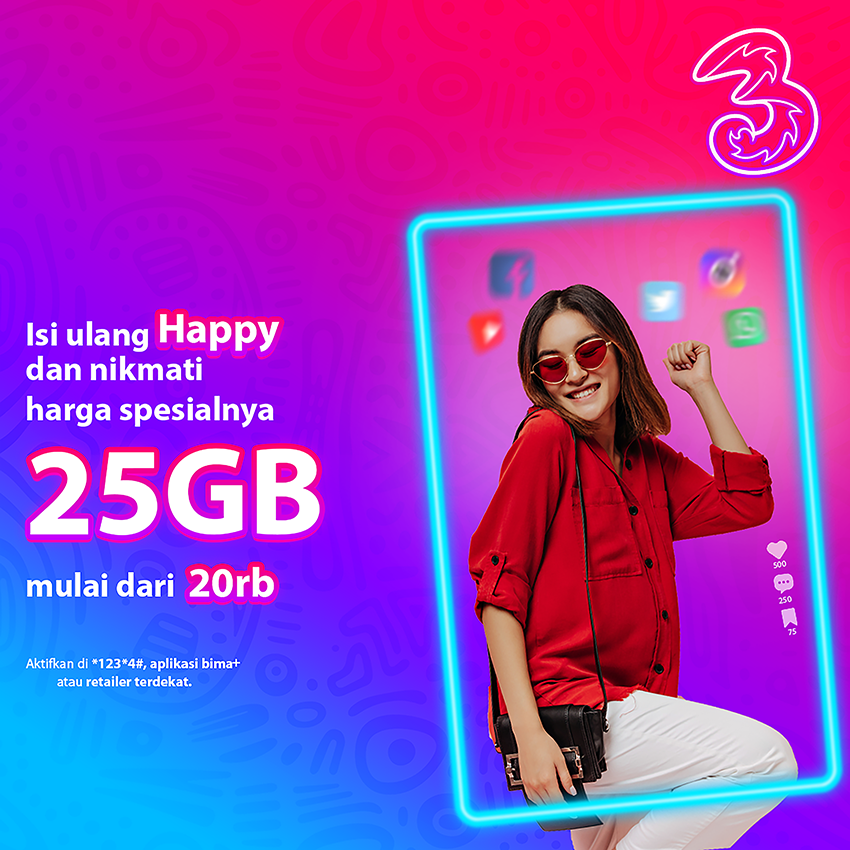 3
Isi ulang Happy
dan nikmati
harga spesialnya
25GB
mulai dari 20rb
Aktifkan di *123*4#, aplikasi bima+
atau retailer terdekat.
500
250
75